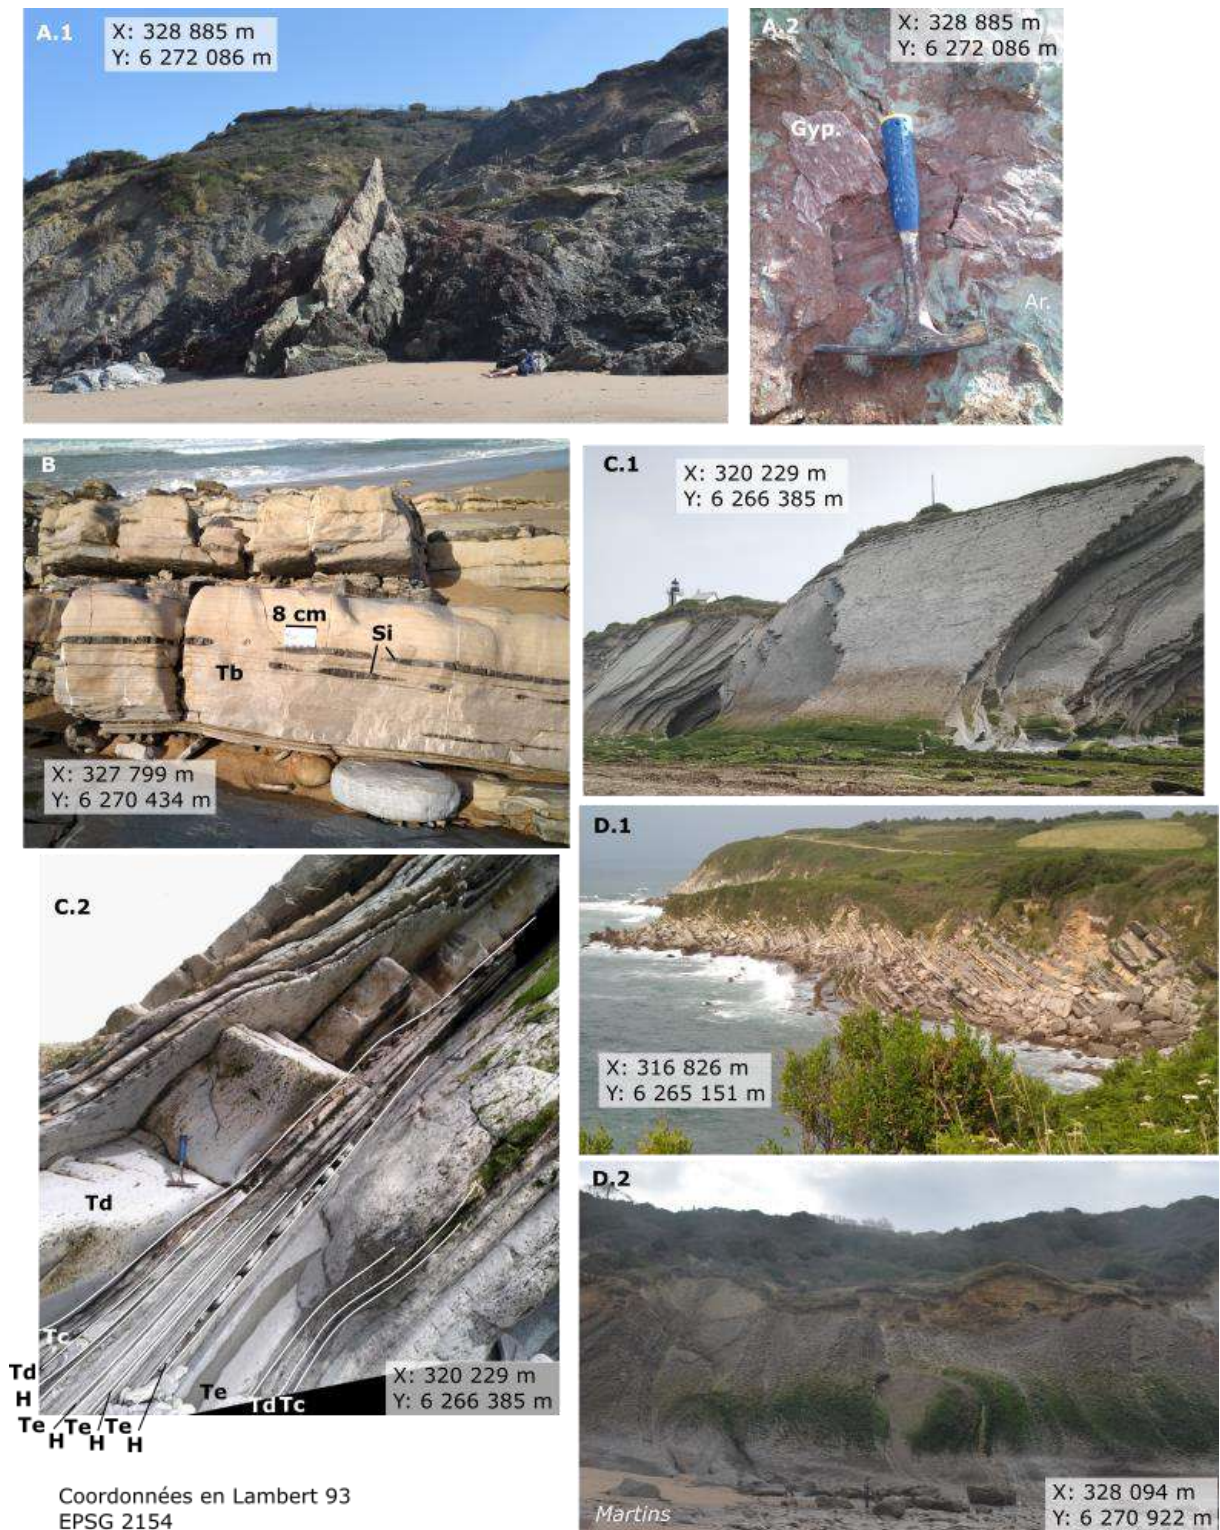 A.1
X: 328 885 m
Y: 6 272 086 m
A.2
X: 328 885 m
Y: 6 272 086 m
Gyp.
Ar.
B
8 cm
Si
Tb
X: 327 799 m
Y: 6 270 434 m
C.1
X: 320 229 m
Y: 6 266 385 m
C.2
Td
Tc
Td
H
Te
H
Te
H
Te
H
Te
Td Tc
X: 320 229 m
Y: 6 266 385 m
D.1
X: 316 826 m
Y: 6 265 151 m
D.2
Martins
X: 328 094 m
Y: 6 270 922 m
Coordonnées en Lambert 93
EPSG 2154